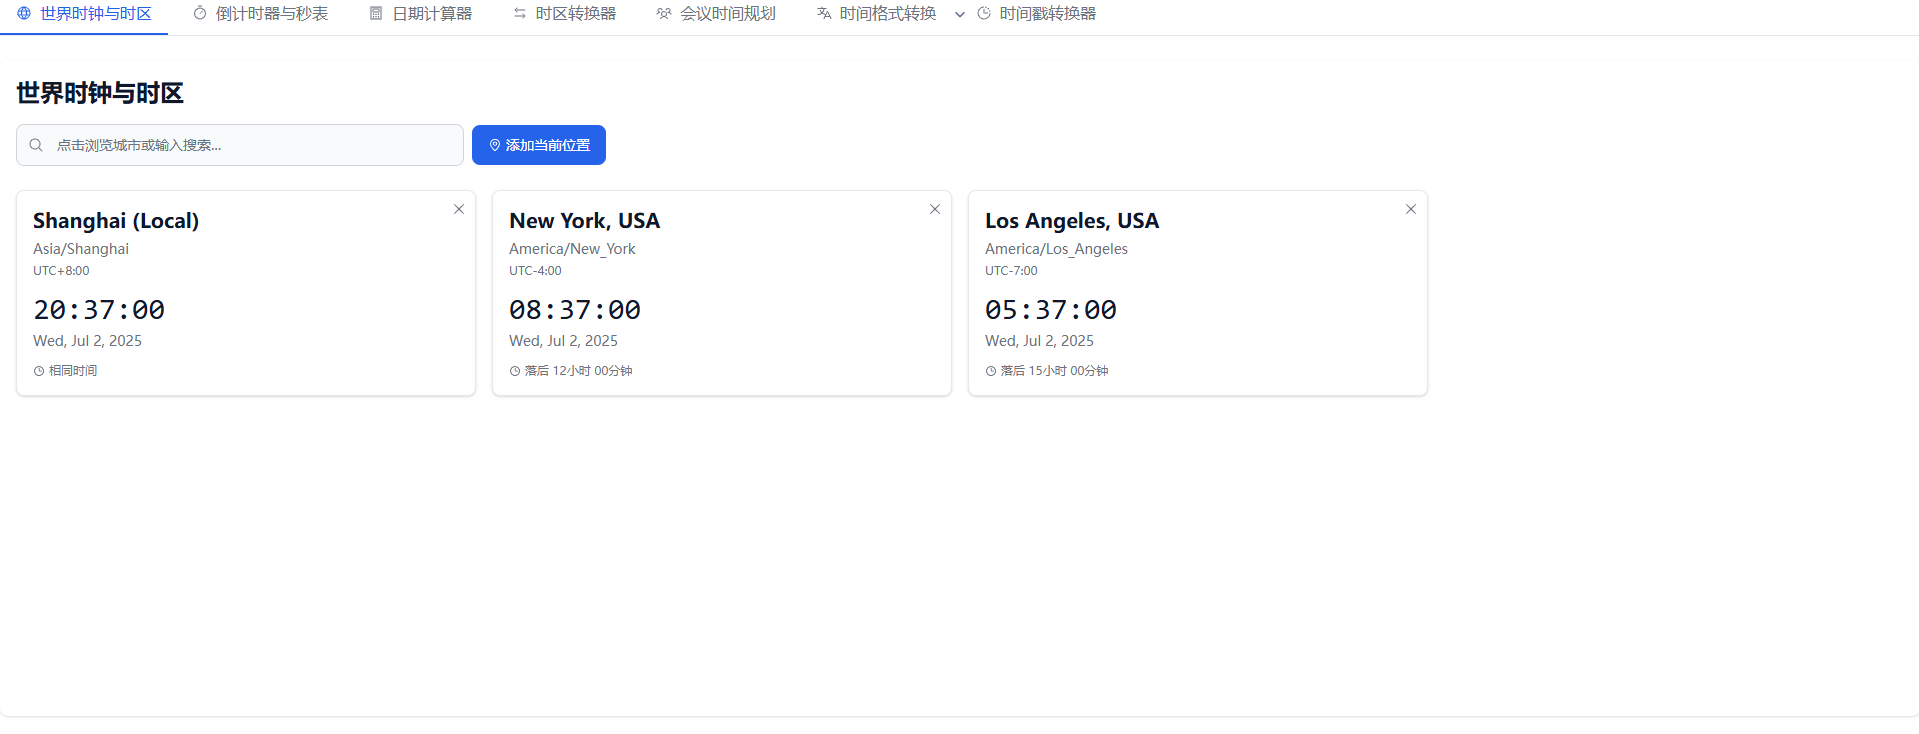 世界时钟与时区 倒计时器与秒表 日期计算器 时区转换器 会议时间规划 时间格式转换 时间戳转换器
世界时钟与时区
点击浏览城市或输入搜索... 添加当前位置
Shanghai (Local)
Asia/Shanghai
UTC+8:00
20:37:00
Wed, Jul 2, 2025
相同时间
New York, USA
America/New_York
UTC-4:00
08:37:00
Wed, Jul 2, 2025
落后 12小时 00分钟
Los Angeles, USA
America/Los_Angeles
UTC-7:00
05:37:00
Wed, Jul 2, 2025
落后 15小时 00分钟